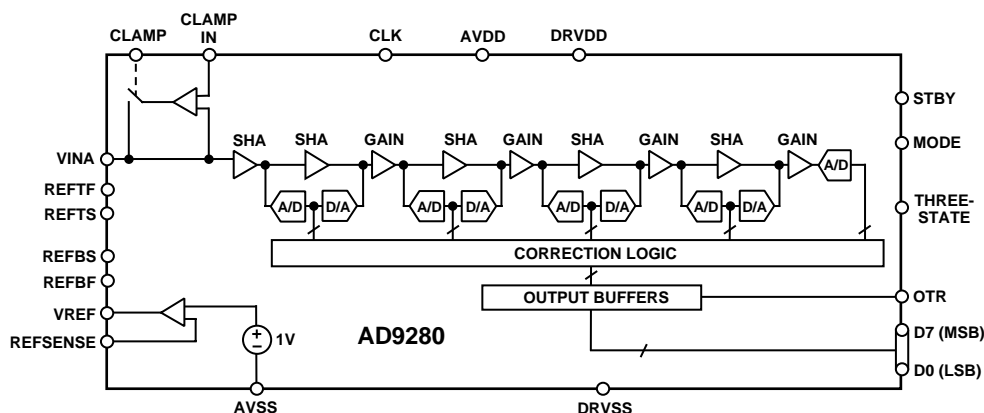 CLAMP
CLAMP
IN
CLK
AVDD
DRVDD
STBY
MODE
THREE-
STATE
VINA
REFTF
REFTS
REFBS
REFBF
VREF
REFSENSE
SHA
SHA
GAIN
SHA
GAIN
SHA
GAIN
SHA
GAIN
A/D
A/D
D/A
A/D
D/A
A/D
D/A
A/D
D/A
CORRECTION LOGIC
OUTPUT BUFFERS
OTR
D7 (MSB)
D0 (LSB)
+
–
1V
AD9280
AVSS
DRVSS